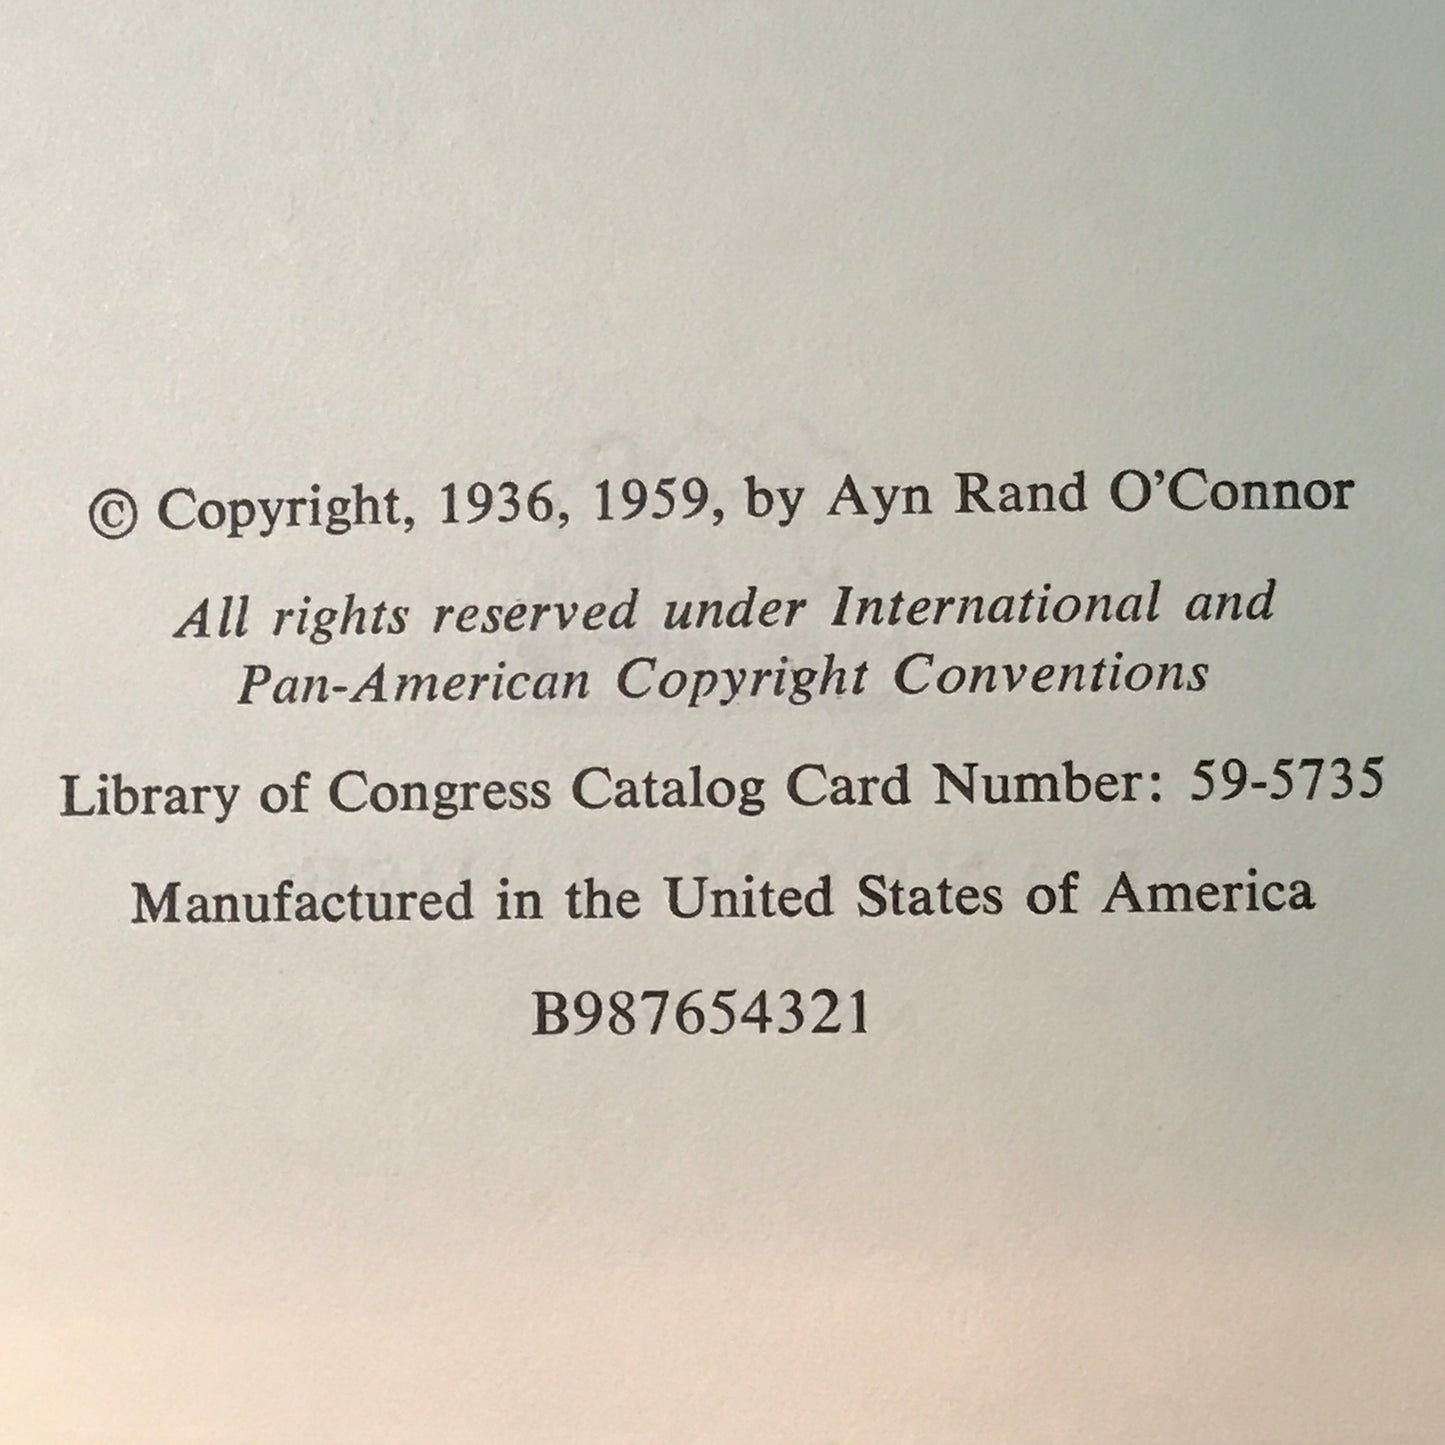 © Copyright, 1936, 1959, by Ayn Rand O'Connor
All rights reserved under International and
Pan-American Copyright Conventions
Library of Congress Catalog Card Number: 59-5735
Manufactured in the United States of America
B987654321